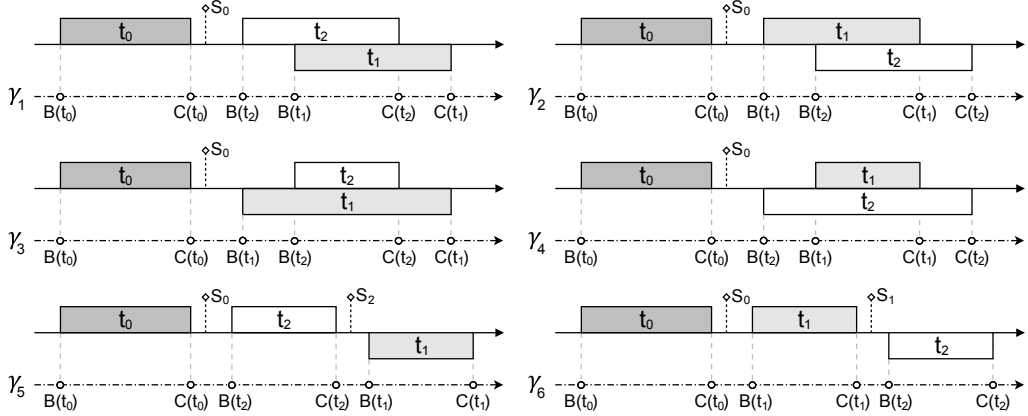 S₀ S₀
t₀ t₂ t₀ t₁
t₁ t₂
γ₁ γ₂
B(t₀) C(t₀) B(t₂) B(t₁) C(t₂) C(t₁) B(t₀) C(t₀) B(t₁) B(t₂) C(t₁) C(t₂)
S₀ S₀
t₀ t₂ t₀ t₁
t₁ t₂
γ₃ γ₄
B(t₀) C(t₀) B(t₁) B(t₂) C(t₂) C(t₁) B(t₀) C(t₀) B(t₂) B(t₁) C(t₁) C(t₂)
S₀ S₂ S₀ S₁
t₀ t₂ t₀ t₁
t₁ t₂
γ₅ γ₆
B(t₀) C(t₀) B(t₂) C(t₂) B(t₁) C(t₁) B(t₀) C(t₀) B(t₁) C(t₁) B(t₂) C(t₂)